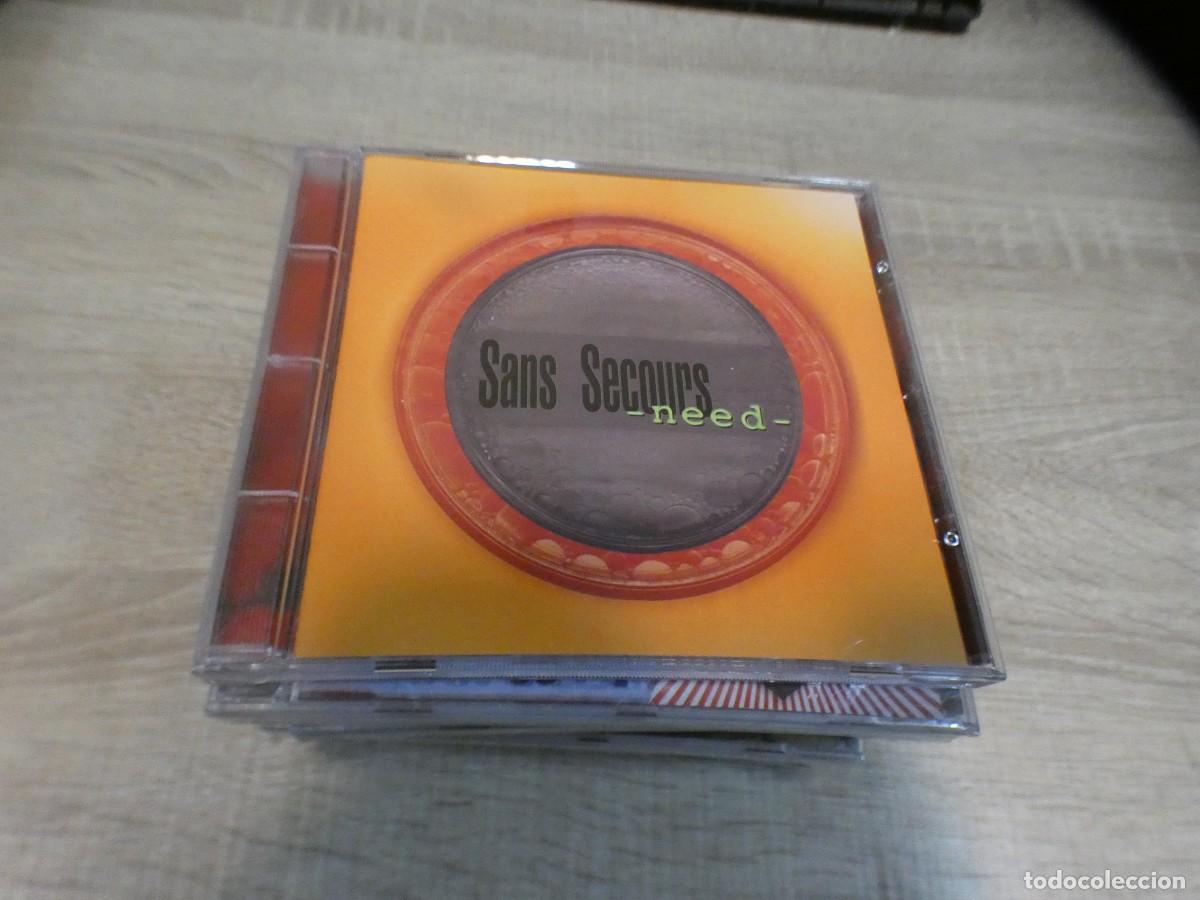 Sans Secours
-need-
todocoleccion